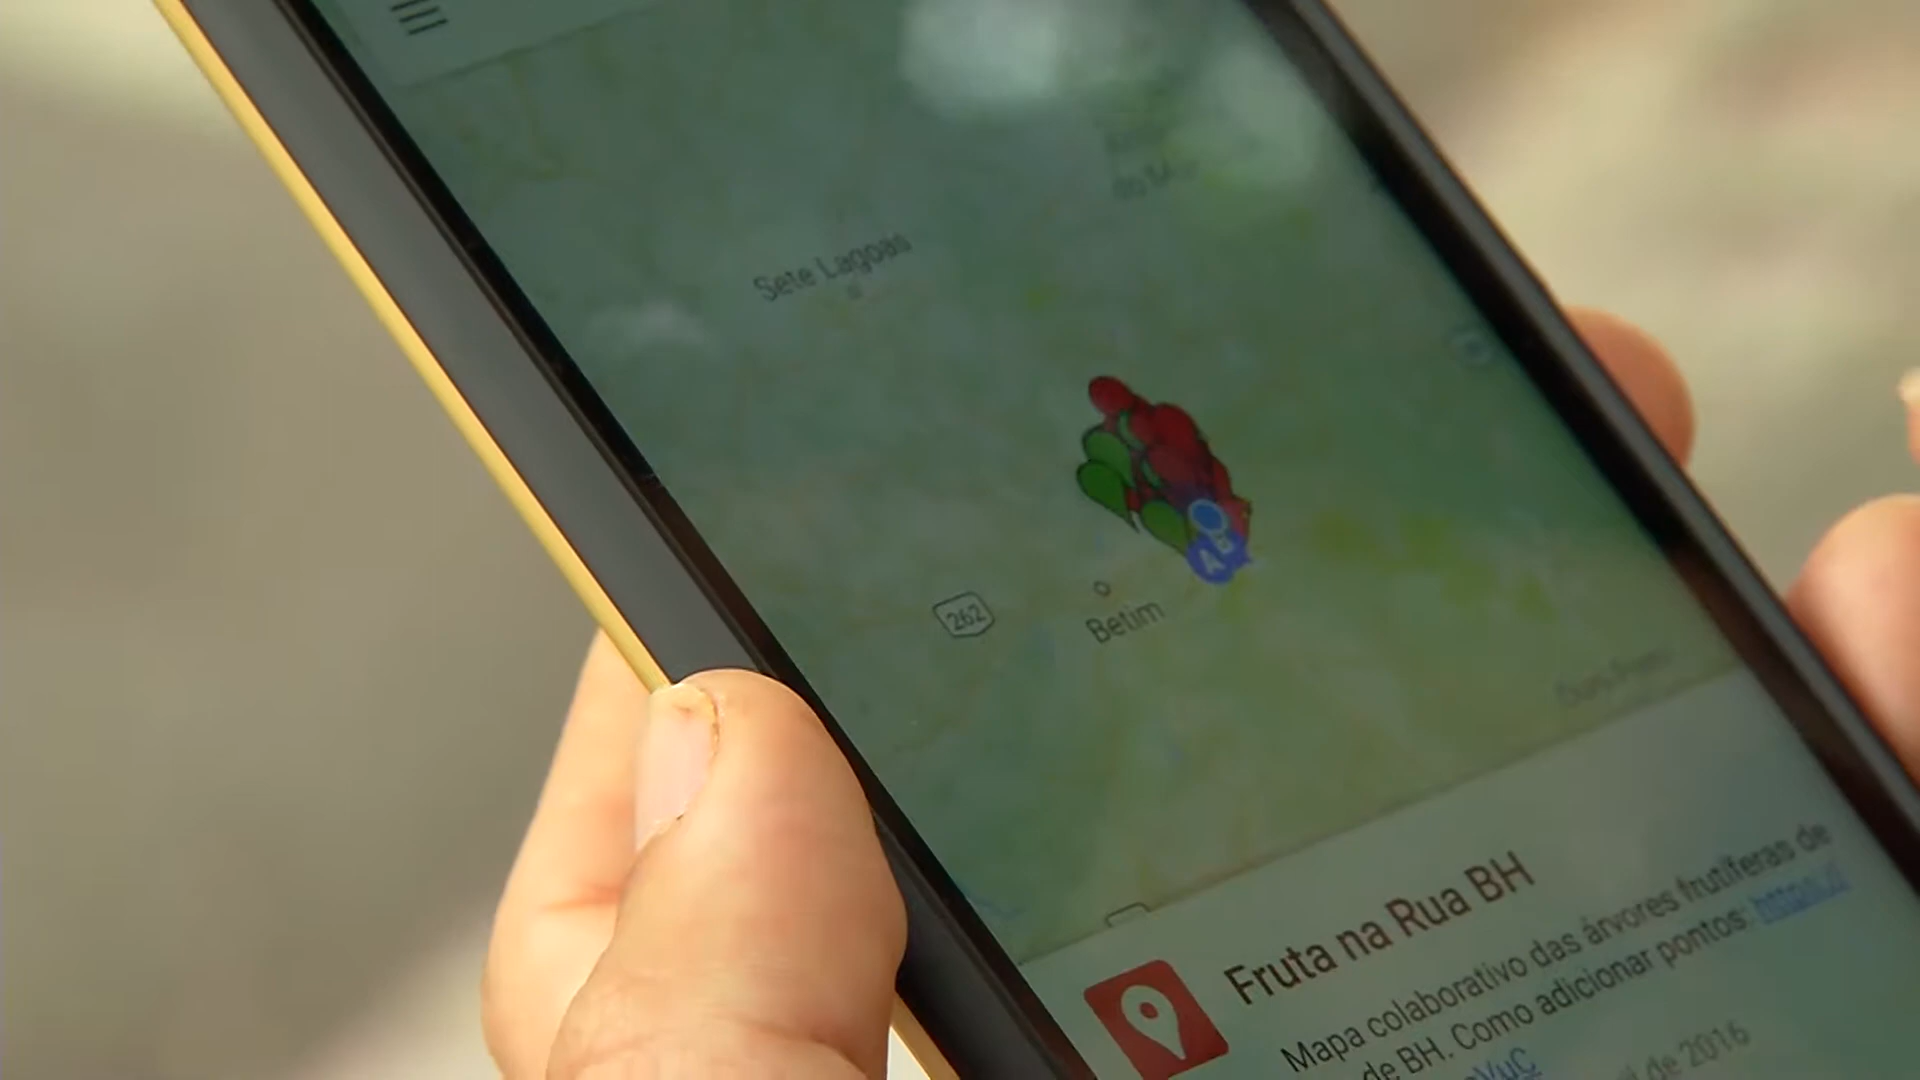 Sete Lagoas
262
Betim
Fruta na Rua BH
Mapa colaborativo das árvores frutíferas de
de BH. Como adicionar pontos:
de 2016